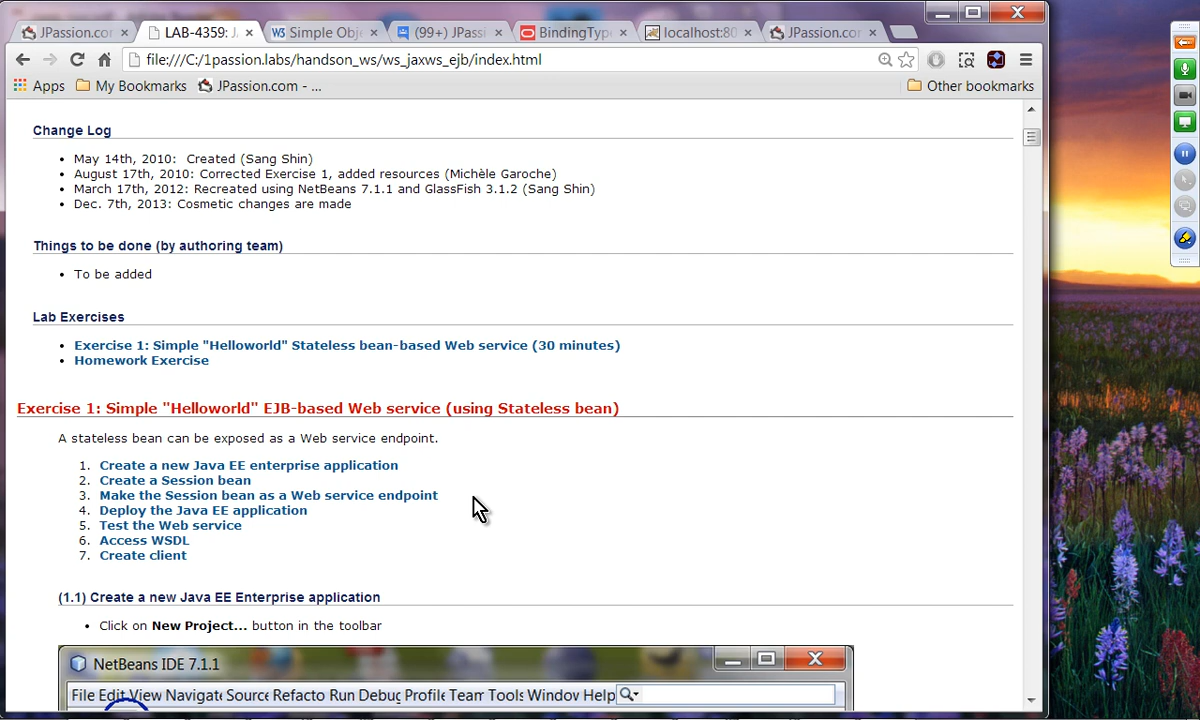 JPassion.com
LAB-4359: J
Simple Obje
(99+) JPassi
BindingType
localhost:80
JPassion.com
file:///C:/1passion.labs/handson_ws/ws_jaxws_ejb/index.html
Apps My Bookmarks JPassion.com - ... Other bookmarks
Change Log
May 14th, 2010: Created (Sang Shin)
August 17th, 2010: Corrected Exercise 1, added resources (Michèle Garoche)
March 17th, 2012: Recreated using NetBeans 7.1.1 and GlassFish 3.1.2 (Sang Shin)
Dec. 7th, 2013: Cosmetic changes are made
Things to be done (by authoring team)
To be added
Lab Exercises
Exercise 1: Simple "Helloworld" Stateless bean-based Web service (30 minutes)
Homework Exercise
Exercise 1: Simple "Helloworld" EJB-based Web service (using Stateless bean)
A stateless bean can be exposed as a Web service endpoint.
1. Create a new Java EE enterprise application
2. Create a Session bean
3. Make the Session bean as a Web service endpoint
4. Deploy the Java EE application
5. Test the Web service
6. Access WSDL
7. Create client
(1.1) Create a new Java EE Enterprise application
Click on New Project... button in the toolbar
NetBeans IDE 7.1.1
File Edit View Navigate Source Refacto Run Debug Profile Team Tools Window Help